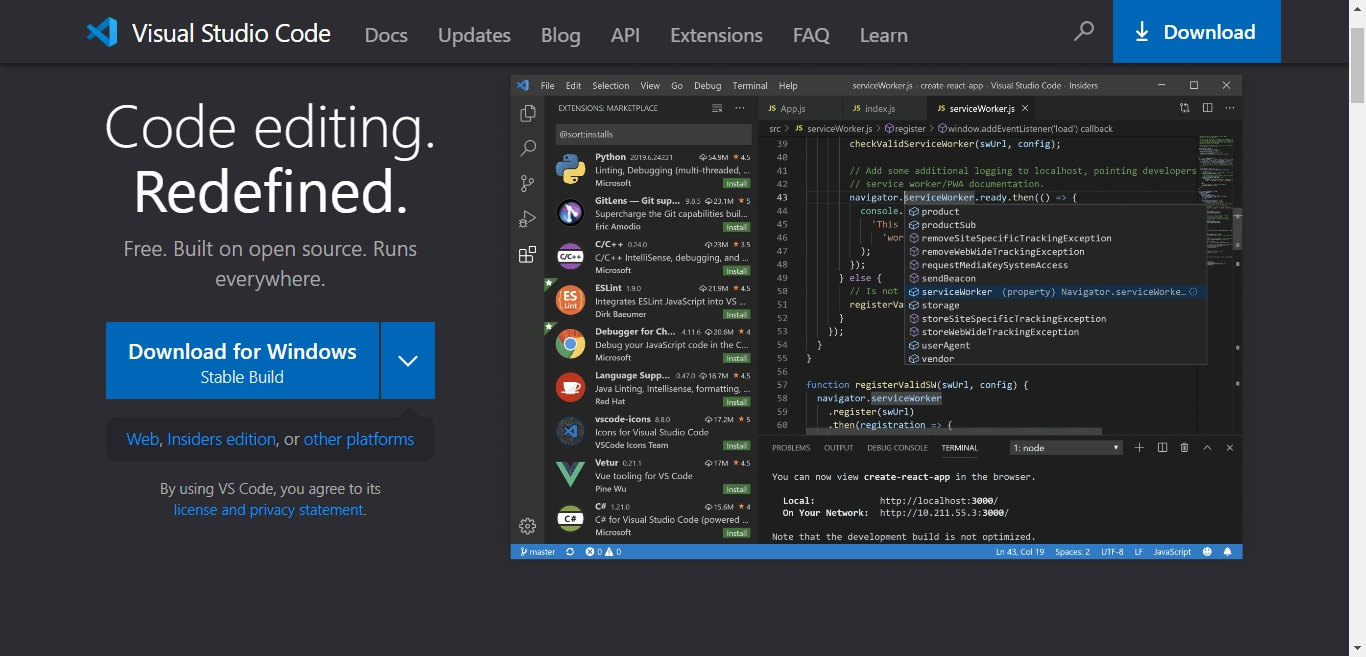 Visual Studio Code Docs Updates Blog API Extensions FAQ Learn Download
Code editing.
Redefined.
Free. Built on open source. Runs
everywhere.
Download for Windows
Stable Build
Web, Insiders edition, or other platforms
By using VS Code, you agree to its
license and privacy statement.
File Edit Selection View Go Debug Terminal Help serviceWorker.js - create-react-app - Visual Studio Code - Insiders
EXTENSIONS: MARKETPLACE
@sort:installs
Python 2019.6.24221 54.9M 4.5
Linting, Debugging (multi-threaded, ...
Microsoft Install
GitLens — Git sup... 9.8.5 23.1M 5
Supercharge the Git capabilities buil...
Eric Amodio Install
C/C++ 0.24.0 23M 3.5
C/C++ IntelliSense, debugging, and ...
Microsoft Install
C/C++
ESLint 1.9.0 21.9M 4.5
Integrates ESLint JavaScript into VS ...
Dirk Baeumer Install
ES
Lint
Debugger for Ch... 4.11.6 20.6M 4
Debug your JavaScript code in the C...
Microsoft Install
Language Supp... 0.47.0 18.7M 4.5
Java Linting, Intellisense, formatting, ...
Red Hat Install
vscode-icons 8.8.0 17.2M 5
Icons for Visual Studio Code
VSCode Icons Team Install
Vetur 0.21.1 17M 4.5
Vue tooling for VS Code
Pine Wu Install
C# 1.21.0 15.6M 4
C# for Visual Studio Code (powered ...
Microsoft Install
C#
JS App.js JS index.js JS serviceWorker.js
src > JS serviceWorker.js > register > window.addEventListener('load') callback
39 checkValidServiceWorker(swUrl, config);
40
41 // Add some additional logging to localhost, pointing developers
42 // service worker/PWA documentation.
43 navigator.serviceWorker.ready.then(() => {
44 console.
45 'This
46 'wor
47 );
48 });
49 } else {
50 // Is not
51 registerVa
52 }
53 });
54 }
55 }
56
57 function registerValidSW(swUrl, config) {
58 navigator.serviceWorker
59 .register(swUrl)
60 .then(registration => {
product
productSub
removeSiteSpecificTrackingException
removeWebWideTrackingException
requestMediaKeySystemAccess
sendBeacon
serviceWorker (property) Navigator.serviceWorke...
storage
storeSiteSpecificTrackingException
storeWebWideTrackingException
userAgent
vendor
PROBLEMS OUTPUT DEBUG CONSOLE TERMINAL 1: node
You can now view create-react-app in the browser.
Local: http://localhost:3000/
On Your Network: http://10.211.55.3:3000/
Note that the development build is not optimized.
master 0 0 Ln 43, Col 19 Spaces: 2 UTF-8 LF JavaScript